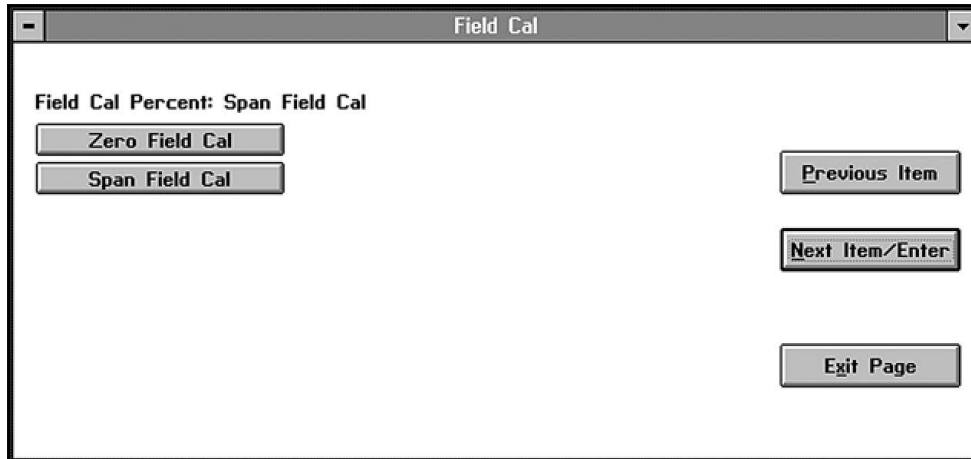 Field Cal
Field Cal Percent: Span Field Cal
Zero Field Cal
Span Field Cal
Previous Item
Next Item/Enter
Exit Page